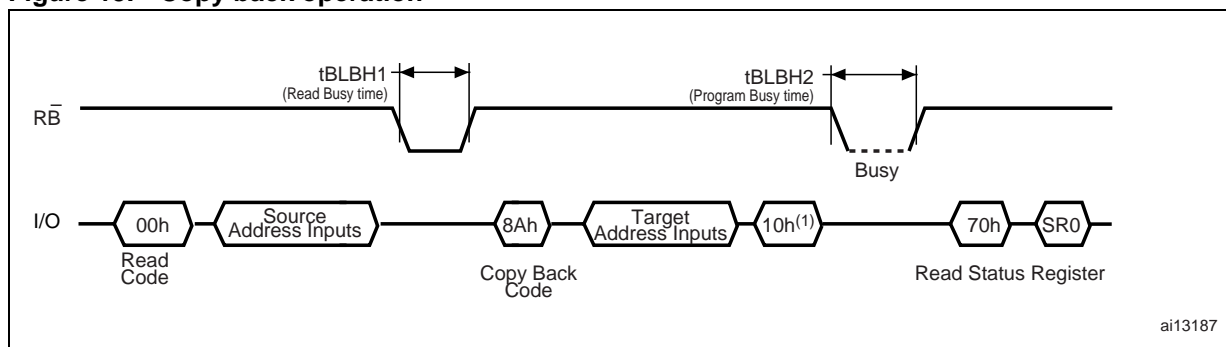 Figure 10. Copy back operation
tBLBH1
(Read Busy time)
tBLBH2
(Program Busy time)
RB̅
Busy
I/O
00h
Source
Address Inputs
8Ah
Target
Address Inputs
10h(1)
70h
SR0
Read
Code
Copy Back
Code
Read Status Register
ai13187